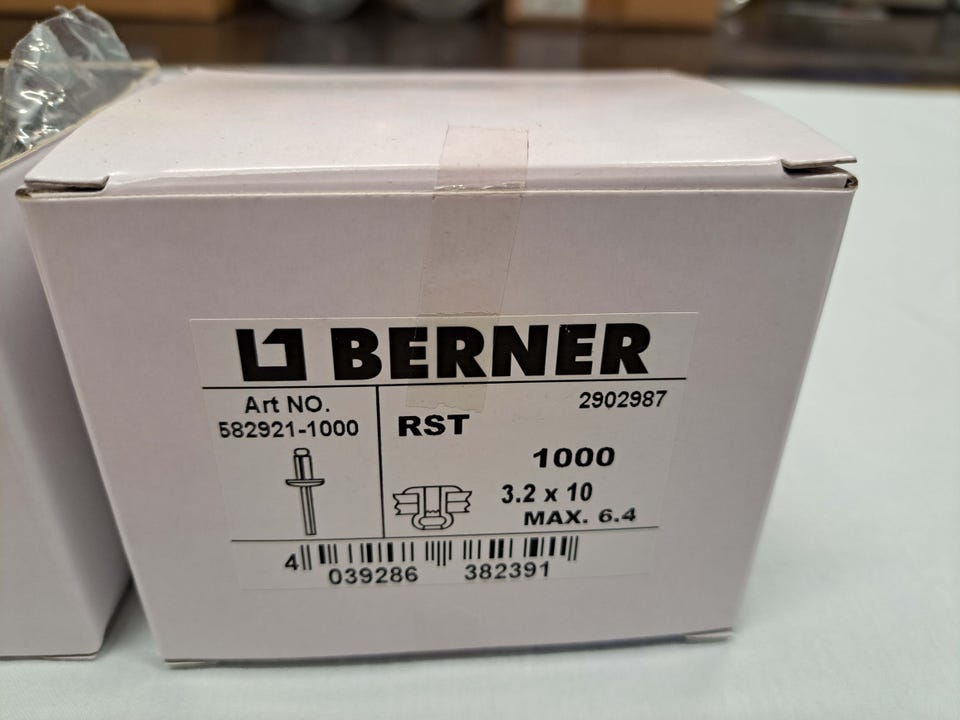 BERNER
Art NO.
582921-1000
2902987
RST
1000
3.2 x 10
MAX. 6.4
4 039286 382391